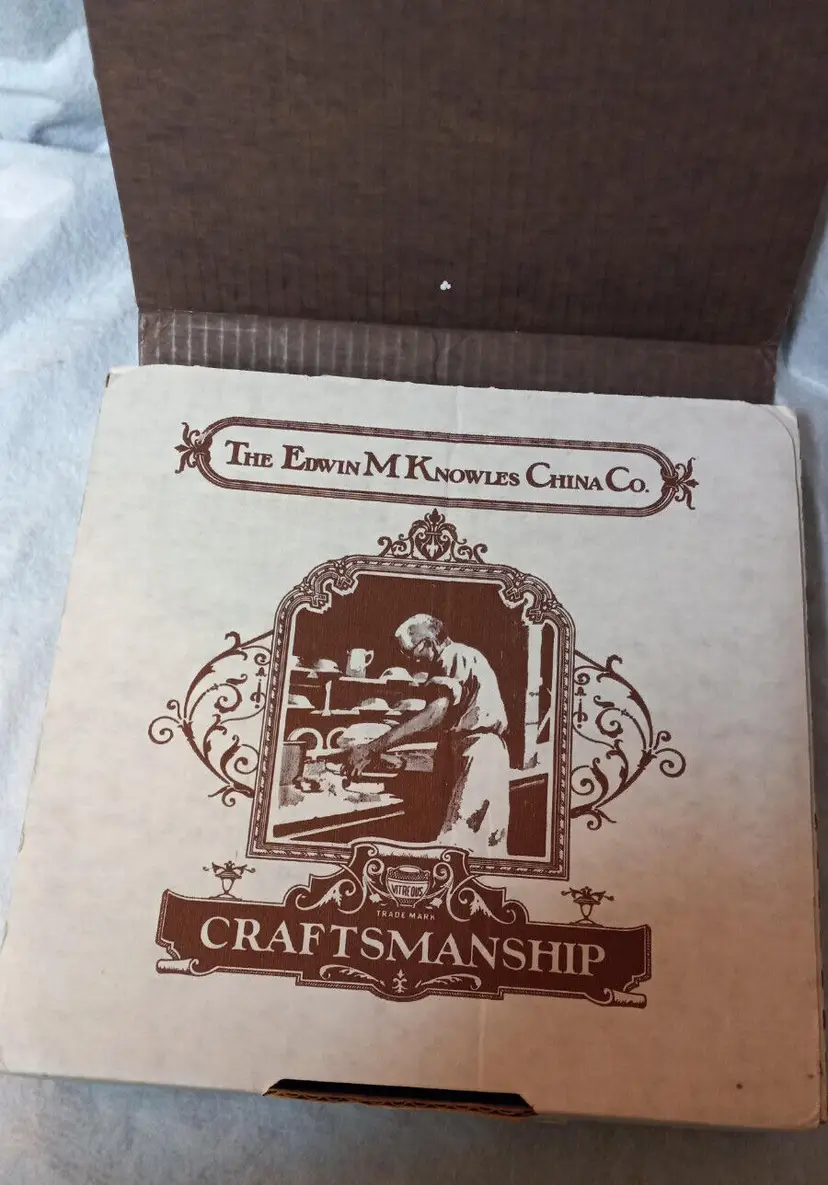 THE EDWIN M KNOWLES CHINA CO.
VITREOUS
TRADE MARK
CRAFTSMANSHIP